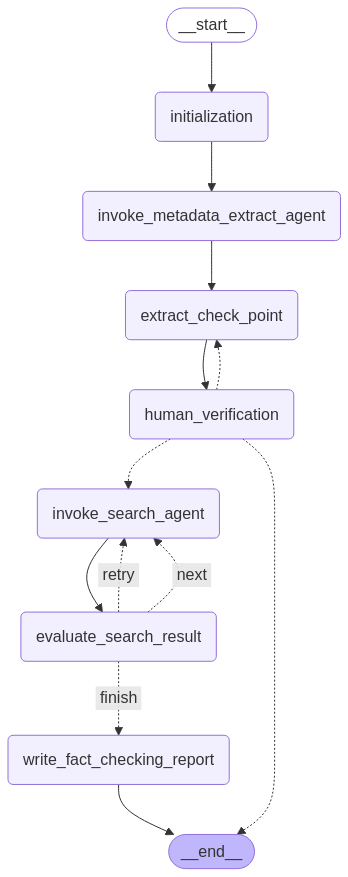 __start__
initialization
invoke_metadata_extract_agent
extract_check_point
human_verification
invoke_search_agent
retry
next
evaluate_search_result
finish
write_fact_checking_report
__end__